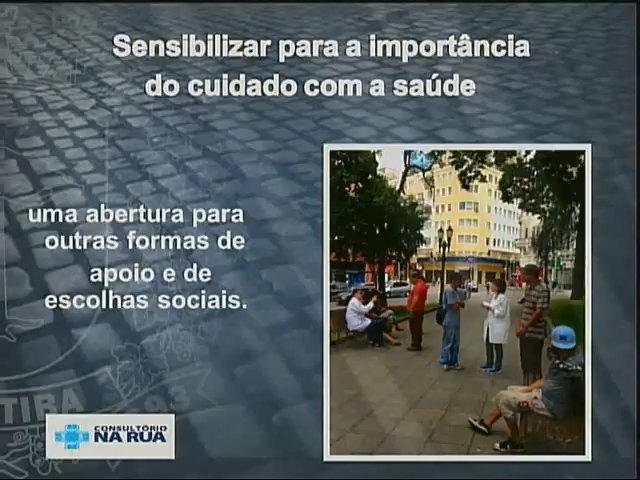 Sensibilizar para a importância
do cuidado com a saúde
uma abertura para
outras formas de
apoio e de
escolhas sociais.
TIRA
93
CONSULTÓRIO
NA RUA